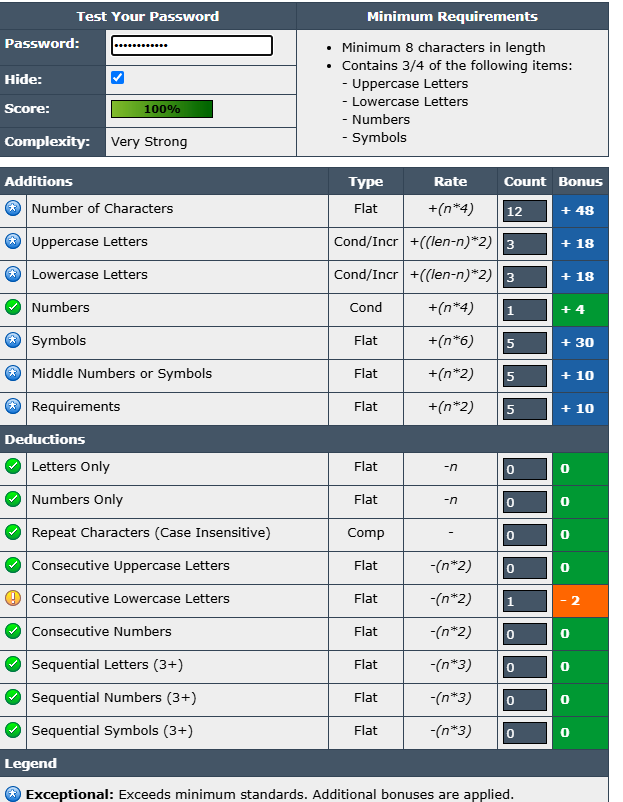 Test Your Password Minimum Requirements
Password: ••••••••••••
Hide:
Score: 100%
Complexity: Very Strong
• Minimum 8 characters in length
• Contains 3/4 of the following items:
- Uppercase Letters
- Lowercase Letters
- Numbers
- Symbols
Additions Type Rate Count Bonus
Number of Characters Flat +(n*4) 12 + 48
Uppercase Letters Cond/Incr +((len-n)*2) 3 + 18
Lowercase Letters Cond/Incr +((len-n)*2) 3 + 18
Numbers Cond +(n*4) 1 + 4
Symbols Flat +(n*6) 5 + 30
Middle Numbers or Symbols Flat +(n*2) 5 + 10
Requirements Flat +(n*2) 5 + 10
Deductions
Letters Only Flat -n 0 0
Numbers Only Flat -n 0 0
Repeat Characters (Case Insensitive) Comp - 0 0
Consecutive Uppercase Letters Flat -(n*2) 0 0
Consecutive Lowercase Letters Flat -(n*2) 1 - 2
Consecutive Numbers Flat -(n*2) 0 0
Sequential Letters (3+) Flat -(n*3) 0 0
Sequential Numbers (3+) Flat -(n*3) 0 0
Sequential Symbols (3+) Flat -(n*3) 0 0
Legend
Exceptional: Exceeds minimum standards. Additional bonuses are applied.